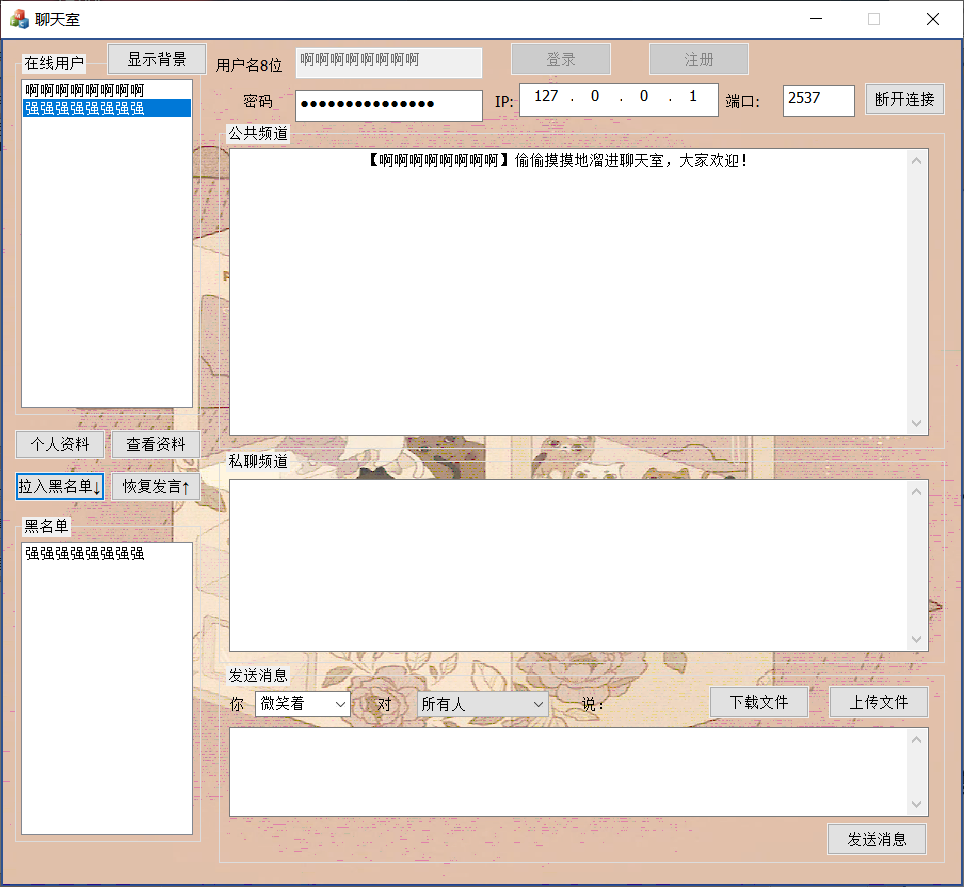 聊天室
在线用户
显示背景
用户名8位
啊啊啊啊啊啊啊啊
登录
注册
密码
●●●●●●●●●●●●●●●
IP:
127 . 0 . 0 . 1
端口:
2537
断开连接
啊啊啊啊啊啊啊啊
强强强强强强强强
公共频道
【啊啊啊啊啊啊啊啊】偷偷摸摸地溜进聊天室，大家欢迎！
个人资料
查看资料
拉入黑名单↓
恢复发言↑
私聊频道
黑名单
强强强强强强强强
发送消息
你
微笑着
对
所有人
说：
下载文件
上传文件
发送消息